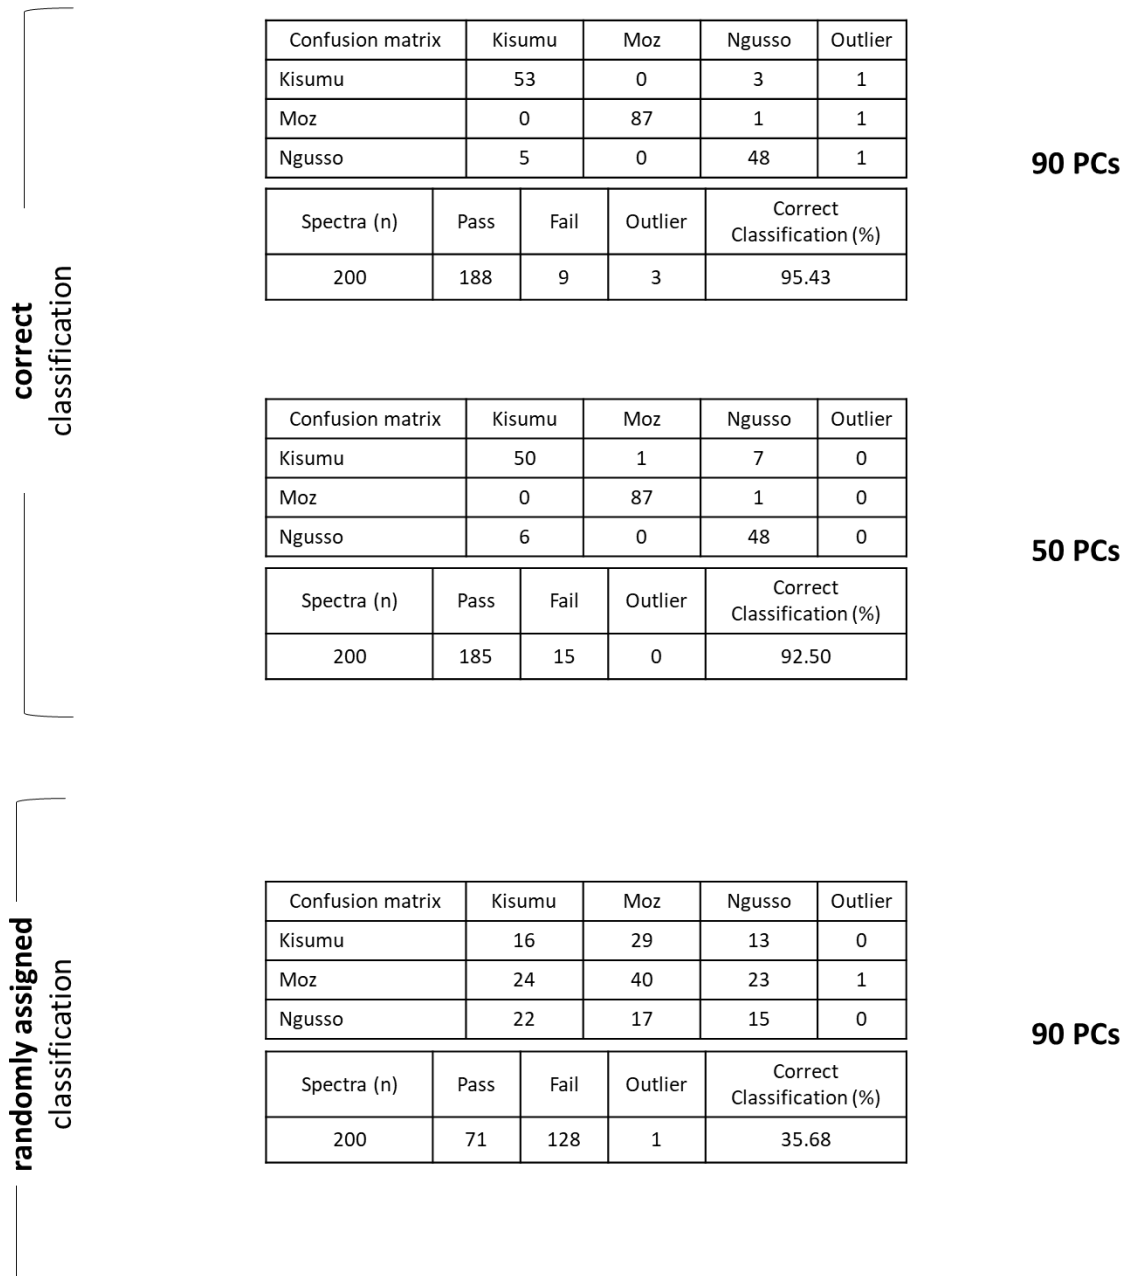 correct
classification
Confusion matrix Kisumu Moz Ngusso Outlier
Kisumu 53 0 3 1
Moz 0 87 1 1
Ngusso 5 0 48 1
Spectra (n) Pass Fail Outlier Correct
Classification (%)
200 188 9 3 95.43
90 PCs
Confusion matrix Kisumu Moz Ngusso Outlier
Kisumu 50 1 7 0
Moz 0 87 1 0
Ngusso 6 0 48 0
Spectra (n) Pass Fail Outlier Correct
Classification (%)
200 185 15 0 92.50
50 PCs
randomly assigned
classification
Confusion matrix Kisumu Moz Ngusso Outlier
Kisumu 16 29 13 0
Moz 24 40 23 1
Ngusso 22 17 15 0
Spectra (n) Pass Fail Outlier Correct
Classification (%)
200 71 128 1 35.68
90 PCs